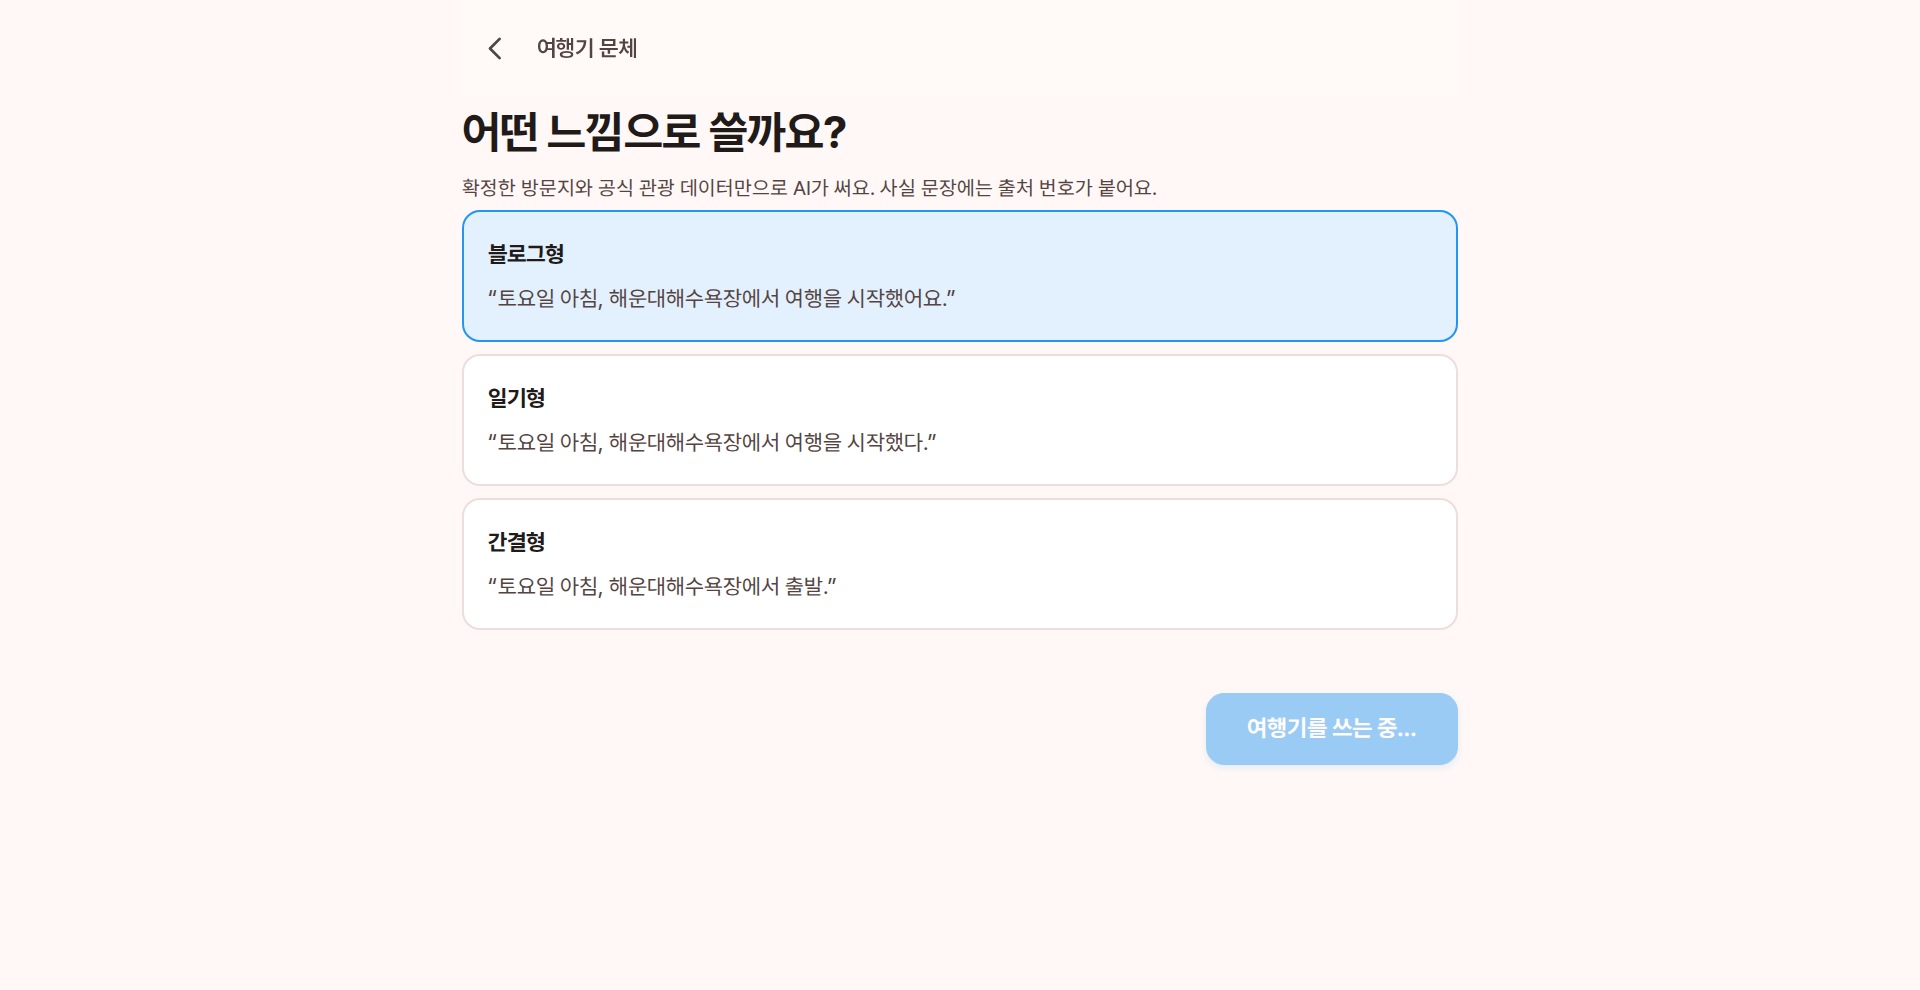 여행기 문체
어떤 느낌으로 쓸까요?
확정한 방문지와 공식 관광 데이터만으로 AI가 써요. 사실 문장에는 출처 번호가 붙어요.
블로그형
“토요일 아침, 해운대해수욕장에서 여행을 시작했어요.”
일기형
“토요일 아침, 해운대해수욕장에서 여행을 시작했다.”
간결형
“토요일 아침, 해운대해수욕장에서 출발.”
여행기를 쓰는 중...